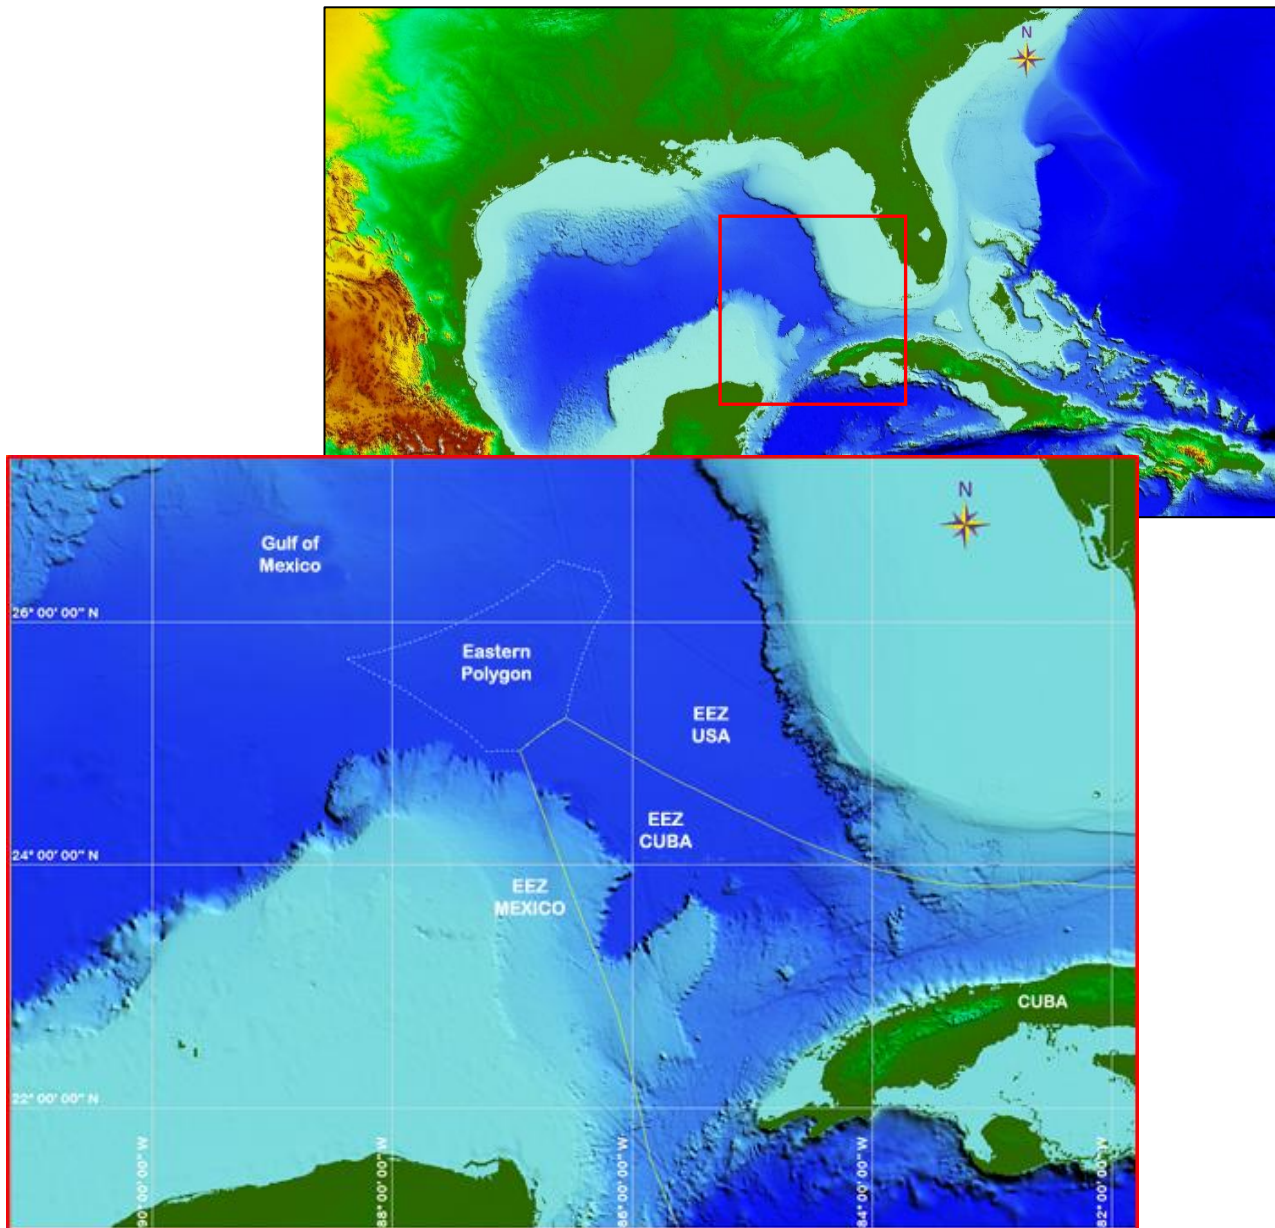 N
N
Gulf of
Mexico
26° 00' 00" N
Eastern
Polygon
EEZ
USA
EEZ
CUBA
24° 00' 00" N
EEZ
MEXICO
CUBA
22° 00' 00" N
90° 00' 00" W
88° 00' 00" W
86° 00' 00" W
84° 00' 00" W
82° 00' 00" W